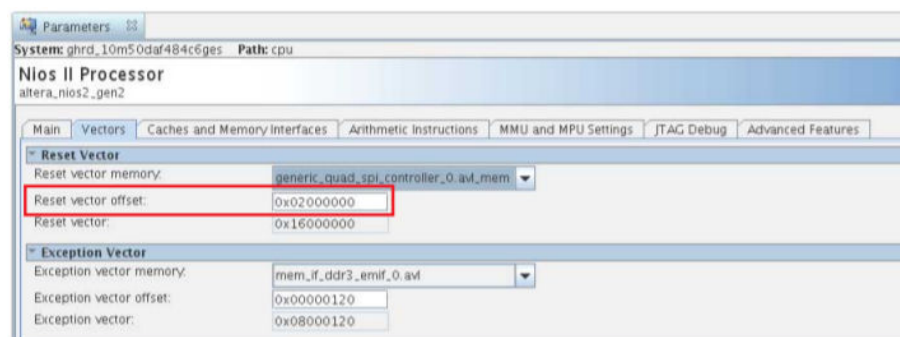 Parameters
System: ghrd_10m50daf484c6ges Path: cpu
Nios II Processor
altera_nios2_gen2
Main Vectors Caches and Memory Interfaces Arithmetic Instructions MMU and MPU Settings JTAG Debug Advanced Features
Reset Vector
Reset vector memory: generic_quad_spi_controller_0.avl_mem
Reset vector offset: 0x02000000
Reset vector: 0x16000000
Exception Vector
Exception vector memory: mem_if_ddr3_emif_0.avl
Exception vector offset: 0x00000120
Exception vector: 0x08000120